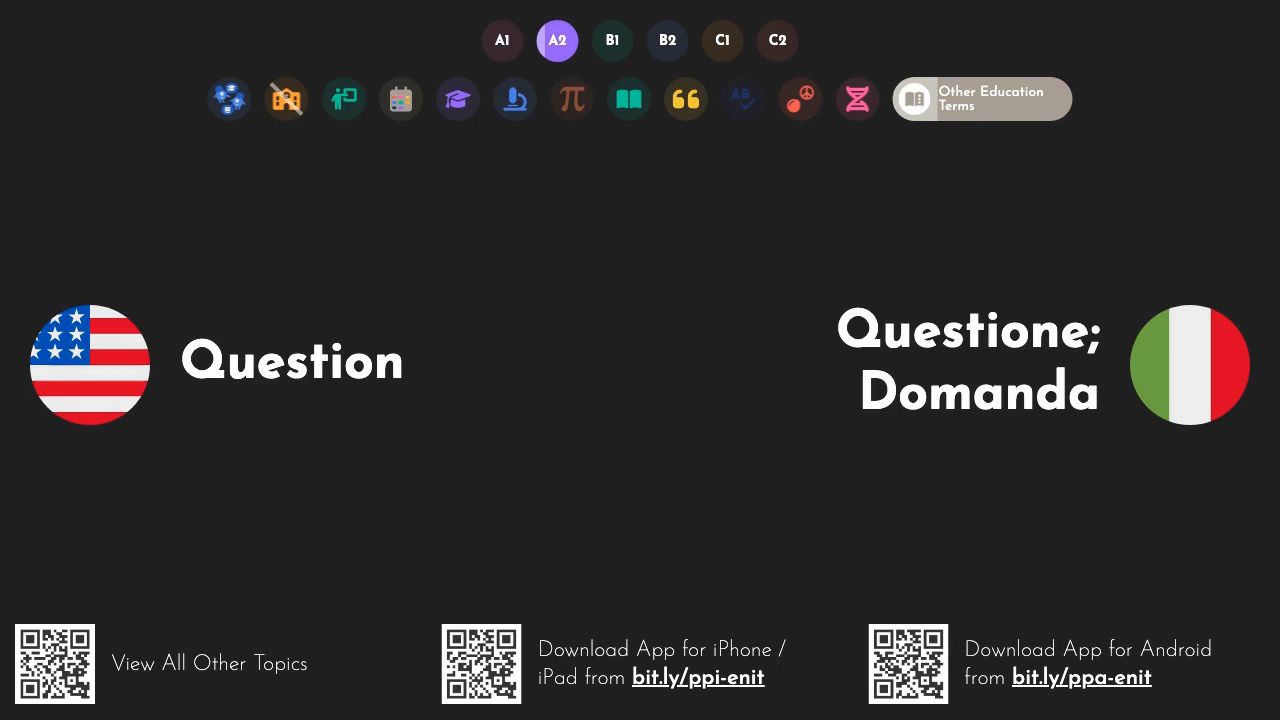 A1 A2 B1 B2 C1 C2
Other Education
Terms
Question
Questione;
Domanda
View All Other Topics
Download App for iPhone /
iPad from bit.ly/ppi-enit
Download App for Android
from bit.ly/ppa-enit